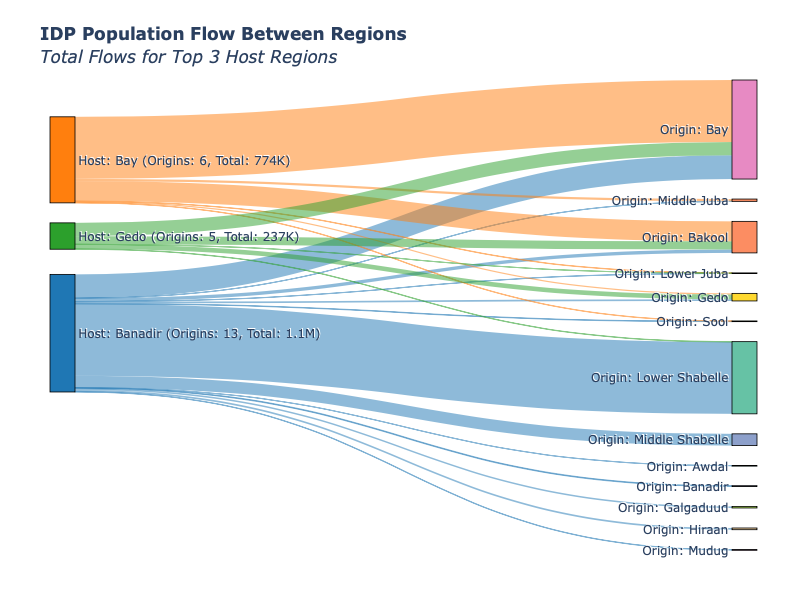 IDP Population Flow Between Regions
Total Flows for Top 3 Host Regions
Host: Bay (Origins: 6, Total: 774K)
Host: Gedo (Origins: 5, Total: 237K)
Host: Banadir (Origins: 13, Total: 1.1M)
Origin: Bay
Origin: Middle Juba
Origin: Bakool
Origin: Lower Juba
Origin: Gedo
Origin: Sool
Origin: Lower Shabelle
Origin: Middle Shabelle
Origin: Awdal
Origin: Banadir
Origin: Galgaduud
Origin: Hiraan
Origin: Mudug